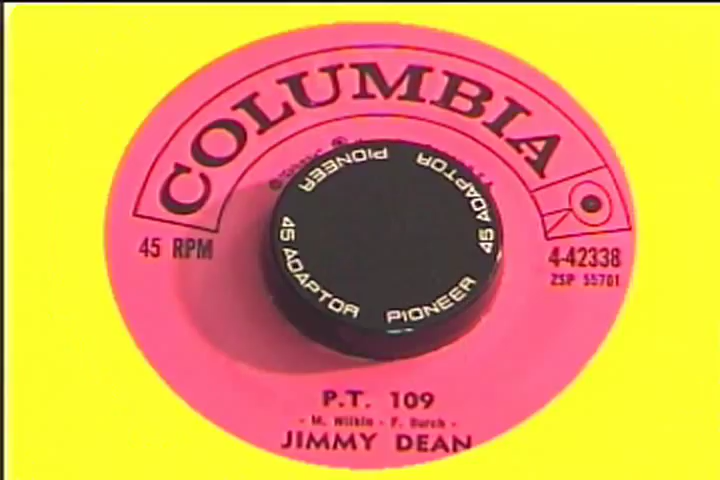 COLUMBIA
PIONEER
45 ADAPTOR
45 ADAPTOR
PIONEER
45 RPM
4-42338
ZSP 55701
P.T. 109
- M. Wilkin - F. Burch -
JIMMY DEAN